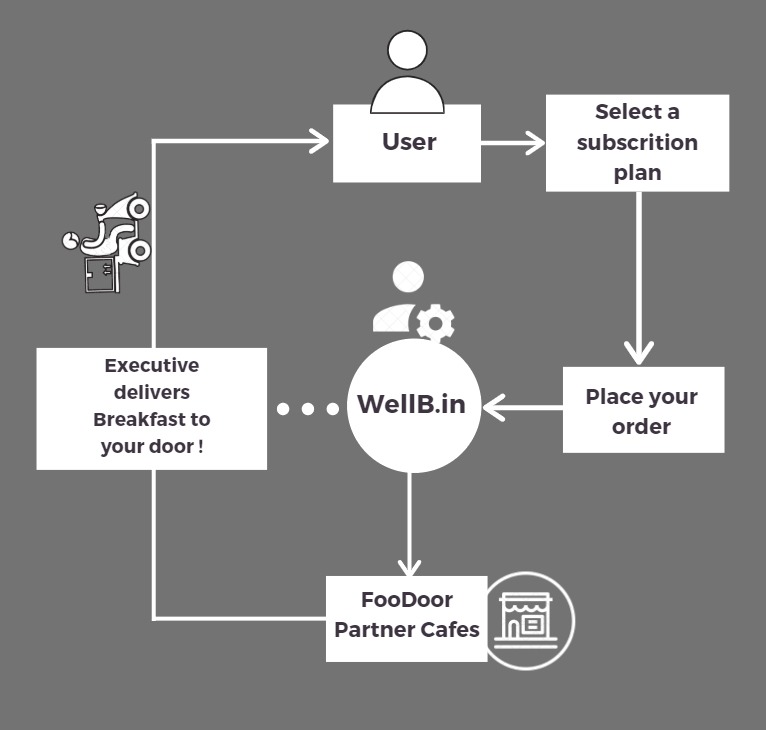 User
Select a
subscrition
plan
Executive
delivers
Breakfast to
your door !
WellB.in
Place your
order
FooDoor
Partner Cafes